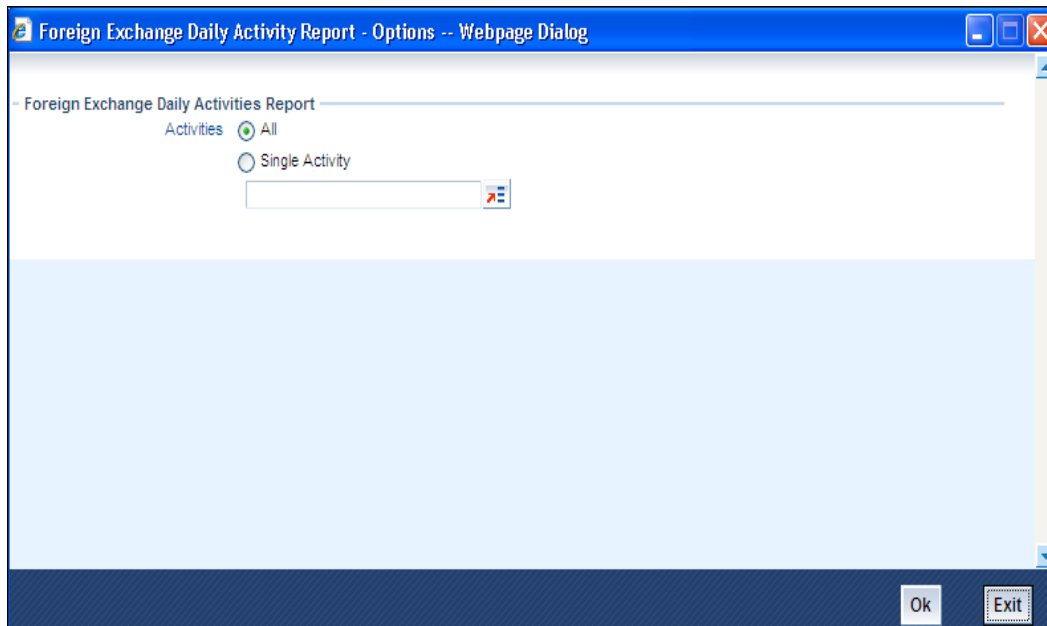 Foreign Exchange Daily Activity Report - Options -- Webpage Dialog
Foreign Exchange Daily Activities Report
Activities All
Single Activity
Ok Exit